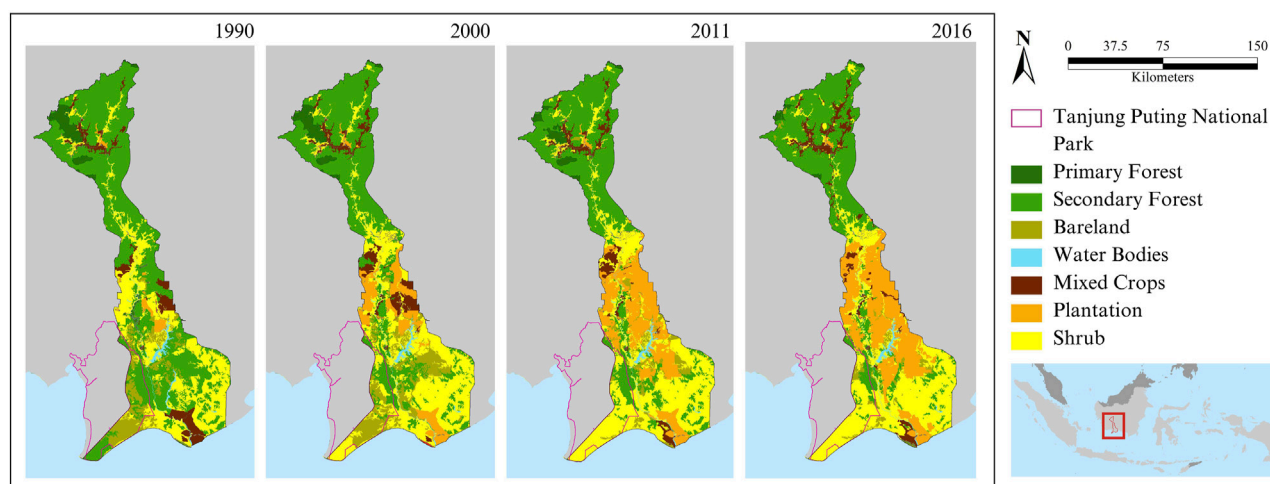 1990
2000
2011
2016
N
0 37.5 75 150
Kilometers
Tanjung Puting National
Park
Primary Forest
Secondary Forest
Bareland
Water Bodies
Mixed Crops
Plantation
Shrub